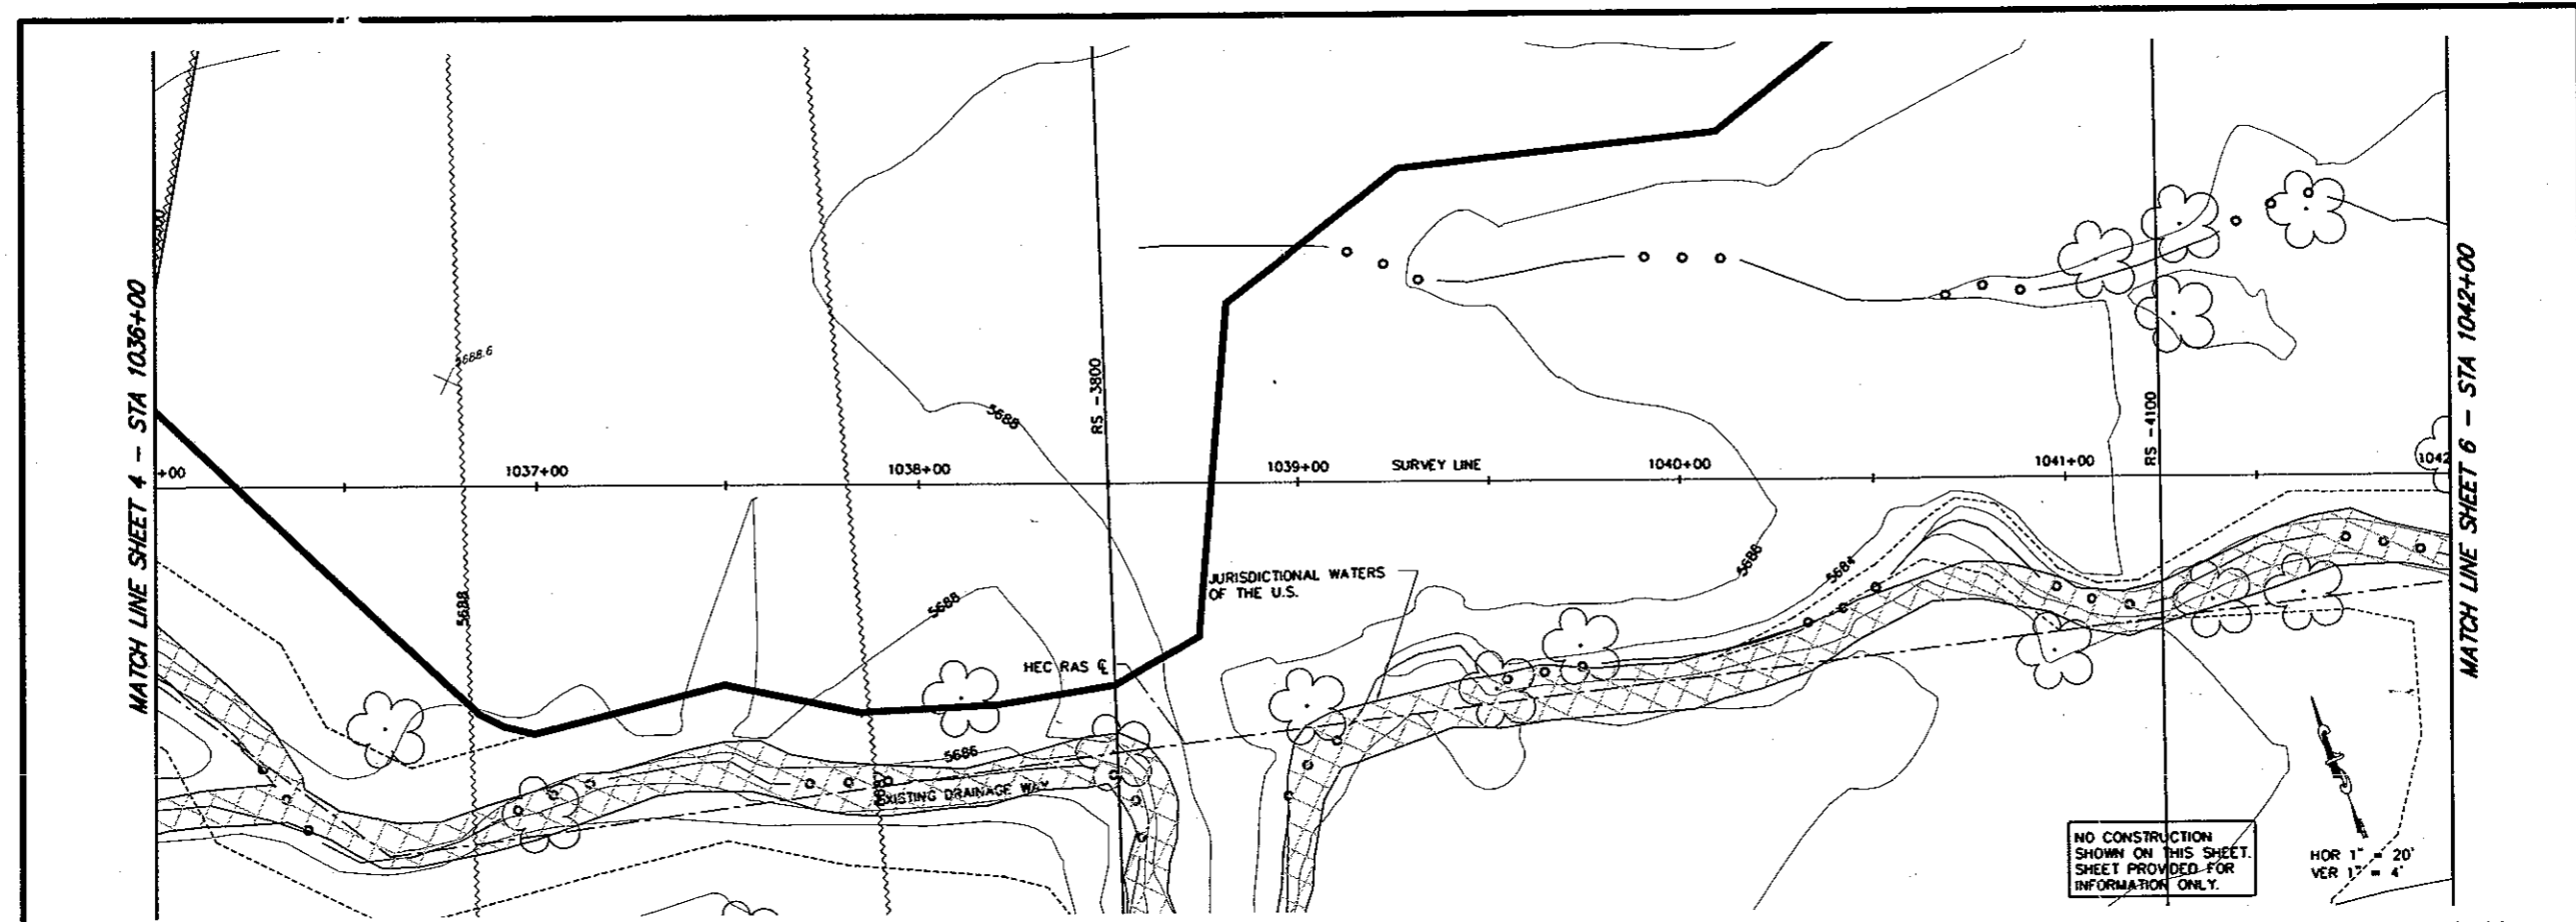 MATCH LINE SHEET 4 - STA 1036+00
+00
1037+00
1038+00
1039+00
SURVEY LINE
1040+00
1041+00
1042
MATCH LINE SHEET 6 - STA 1042+00
5688.6
5688
RS -3800
RS -4100
5688
5688
5686
5684
JURISDICTIONAL WATERS
OF THE U.S.
HEC RAS ℄
5686
EXISTING DRAINAGE WAY
NO CONSTRUCTION
SHOWN ON THIS SHEET.
SHEET PROVIDED FOR
INFORMATION ONLY.
HOR 1" = 20'
VER 1" = 4'